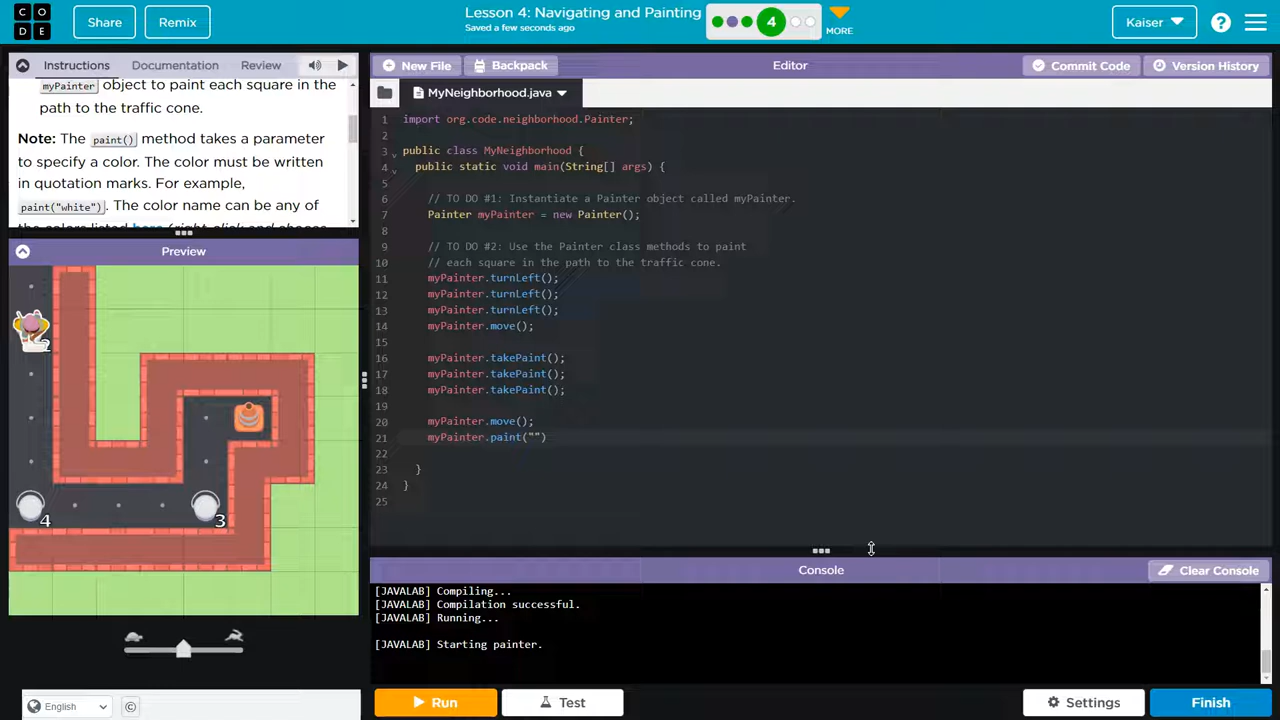 C O
D E
Share
Remix
Lesson 4: Navigating and Painting
Saved a few seconds ago
4
MORE
Kaiser
?
Instructions
Documentation
Review
New File
Backpack
Editor
Commit Code
Version History
myPainter object to paint each square in the
path to the traffic cone.
Note: The paint() method takes a parameter
to specify a color. The color must be written
in quotation marks. For example,
paint("white"). The color name can be any of
the colors listed here (right-click and choose
Preview
2
4
3
MyNeighborhood.java
1 import org.code.neighborhood.Painter;
2
3 public class MyNeighborhood {
4 public static void main(String[] args) {
5
6 // TO DO #1: Instantiate a Painter object called myPainter.
7 Painter myPainter = new Painter();
8
9 // TO DO #2: Use the Painter class methods to paint
10 // each square in the path to the traffic cone.
11 myPainter.turnLeft();
12 myPainter.turnLeft();
13 myPainter.turnLeft();
14 myPainter.move();
15
16 myPainter.takePaint();
17 myPainter.takePaint();
18 myPainter.takePaint();
19
20 myPainter.move();
21 myPainter.paint("")
22
23 }
24 }
25
Console
Clear Console
[JAVALAB] Compiling...
[JAVALAB] Compilation successful.
[JAVALAB] Running...
[JAVALAB] Starting painter.
English
©
Run
Test
Settings
Finish